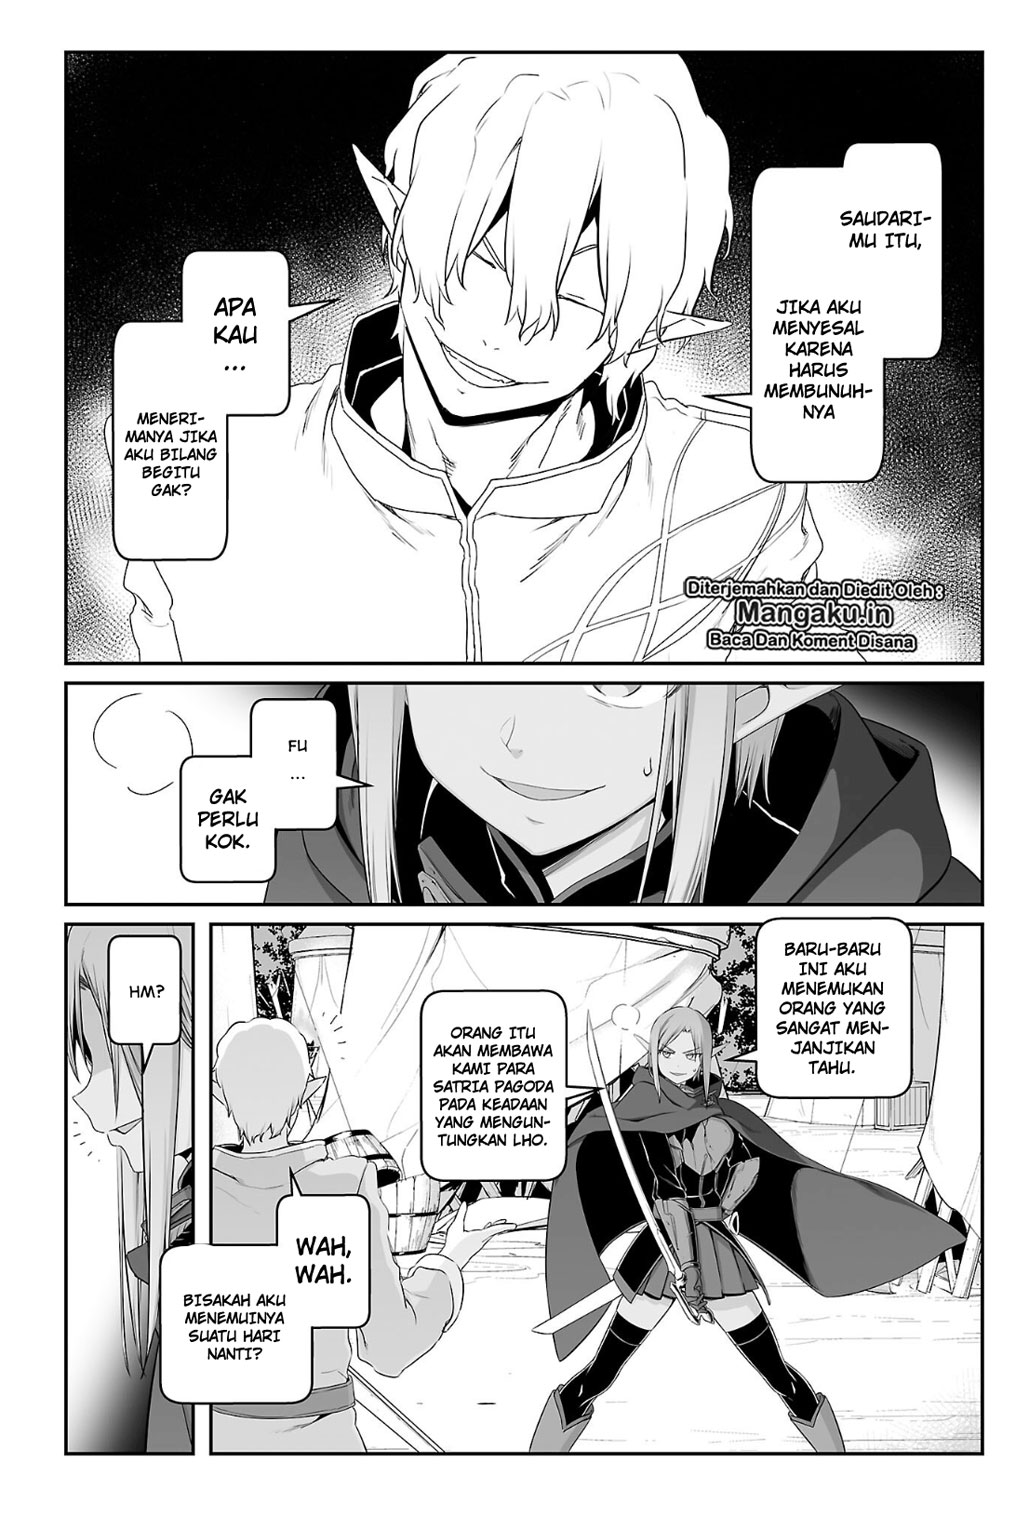 SAUDARI-
MU ITU,
JIKA AKU
MENYESAL
KARENA
HARUS
MEMBUNUH-
NYA
APA
KAU
...
MENERI-
MANYA JIKA
AKU BILANG
BEGITU
GAK?
Diterjemahkan dan Diedit Oleh :
Mangaku.in
Baca Dan Koment Disana
FU
...
GAK
PERLU
KOK.
BARU-BARU
INI AKU
MENEMUKAN
ORANG YANG
SANGAT MEN-
JANJIKAN
TAHU.
ORANG ITU
AKAN MEMBAWA
KAMI PARA
SATRIA PAGODA
PADA KEADAAN
YANG MENGUN-
TUNGKAN LHO.
HM?
WAH,
WAH.
BISAKAH AKU
MENEMUINYA
SUATU HARI
NANTI?